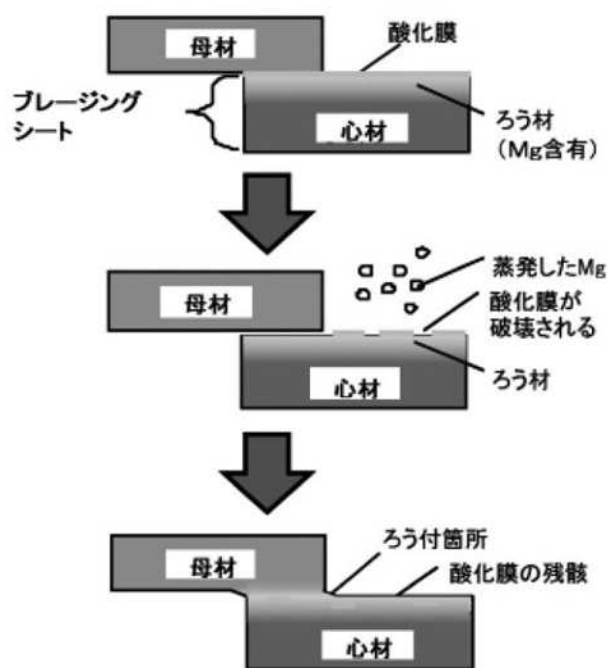 母材
酸化膜
ブレージング
シート
心材
ろう材
(Mg含有)
母材
蒸発したMg
酸化膜が
破壊される
ろう材
心材
母材
ろう付箇所
酸化膜の残骸
心材